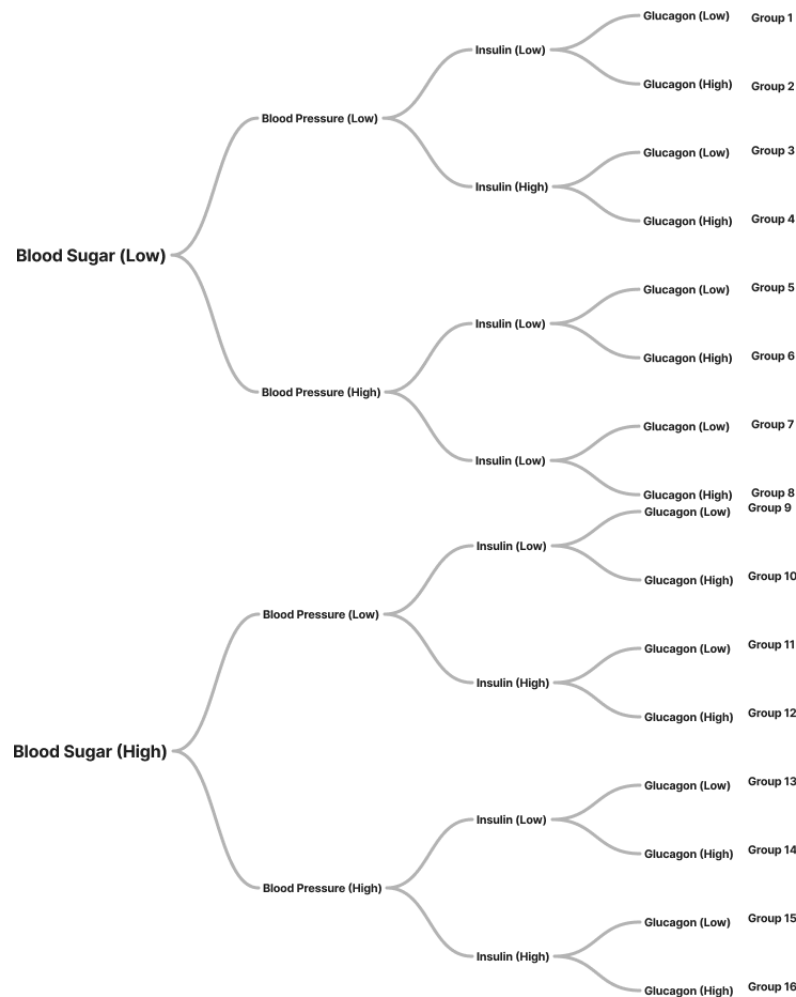 Glucagon (Low) Group 1
Insulin (Low)
Glucagon (High) Group 2
Blood Pressure (Low)
Glucagon (Low) Group 3
Insulin (High)
Glucagon (High) Group 4
Blood Sugar (Low)
Glucagon (Low) Group 5
Insulin (Low)
Glucagon (High) Group 6
Blood Pressure (High)
Glucagon (Low) Group 7
Insulin (Low)
Glucagon (High) Group 8
Glucagon (Low) Group 9
Insulin (Low)
Glucagon (High) Group 10
Blood Pressure (Low)
Glucagon (Low) Group 11
Insulin (High)
Glucagon (High) Group 12
Blood Sugar (High)
Glucagon (Low) Group 13
Insulin (Low)
Glucagon (High) Group 14
Blood Pressure (High)
Glucagon (Low) Group 15
Insulin (High)
Glucagon (High) Group 16